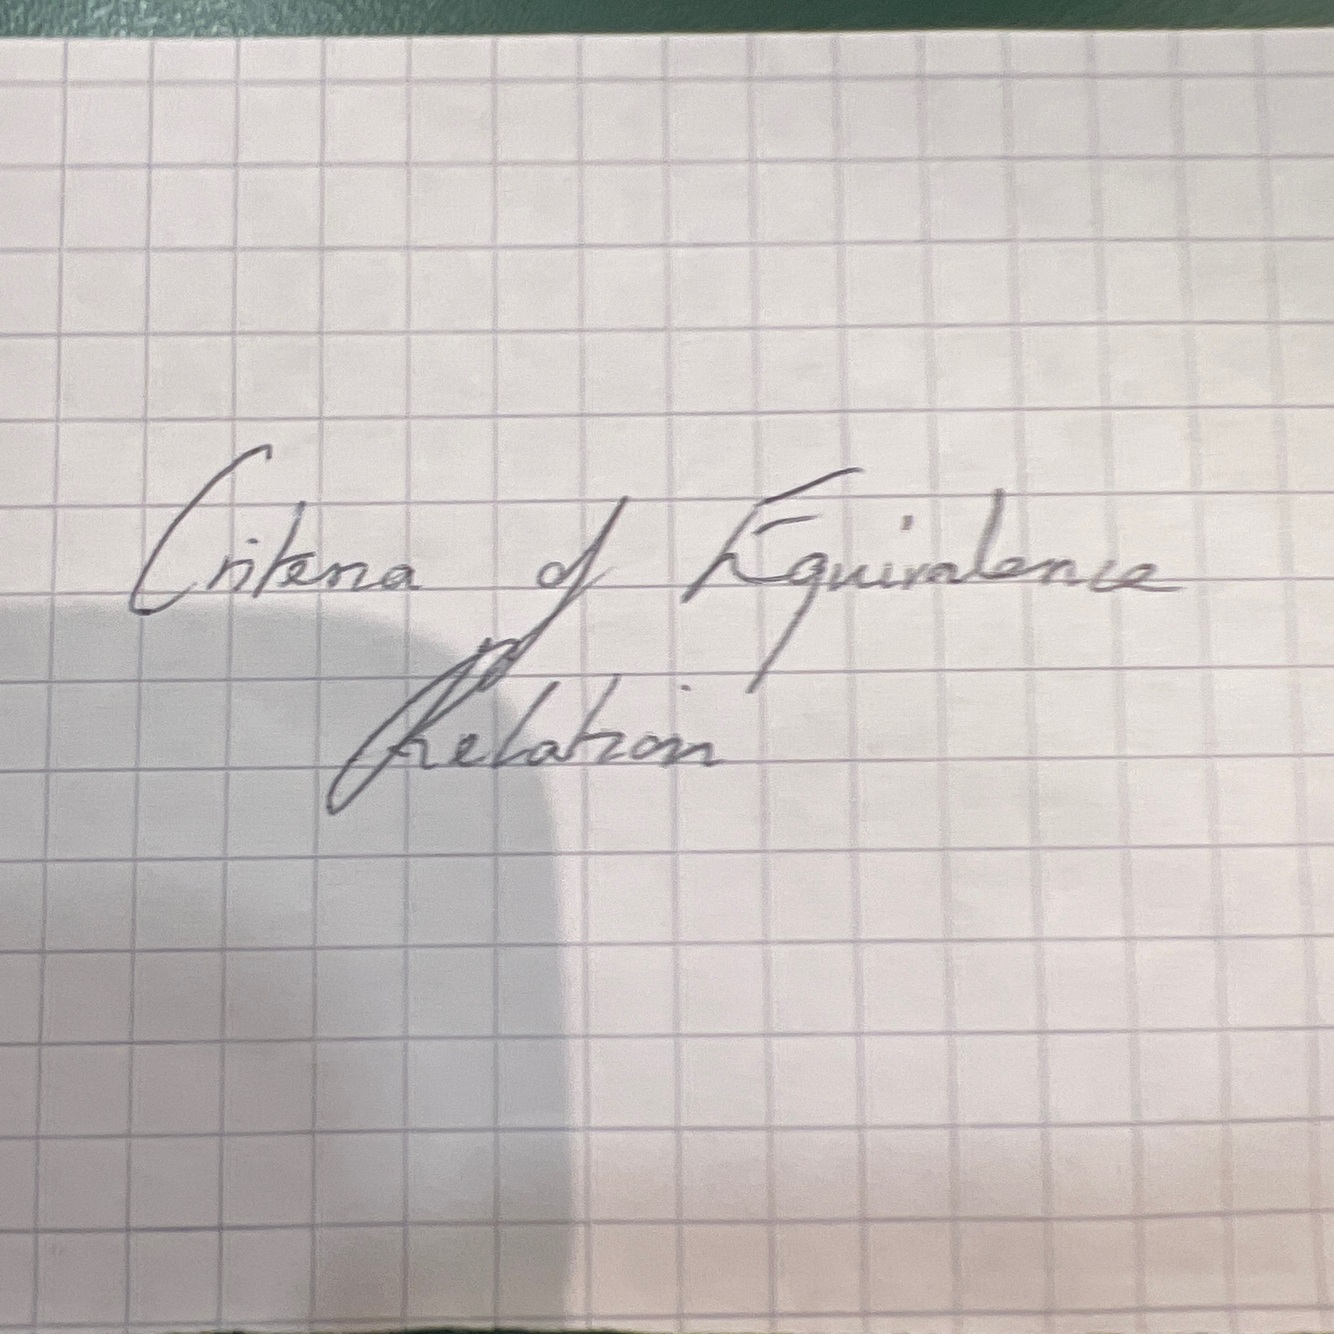 Criteria of Equivalence
Relation